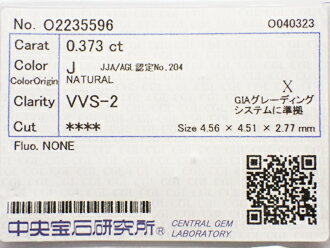 No. O2235596 O040323
Carat 0.373 ct
Color J JJA/AGL認定No.204
ColorOrigin NATURAL
X
Clarity VVS-2 GIAグレーディング
システムに準拠
Cut **** Size 4.56 × 4.51 × 2.77 mm
Fluo. NONE
中央宝石研究所® CENTRAL GEM
LABORATORY